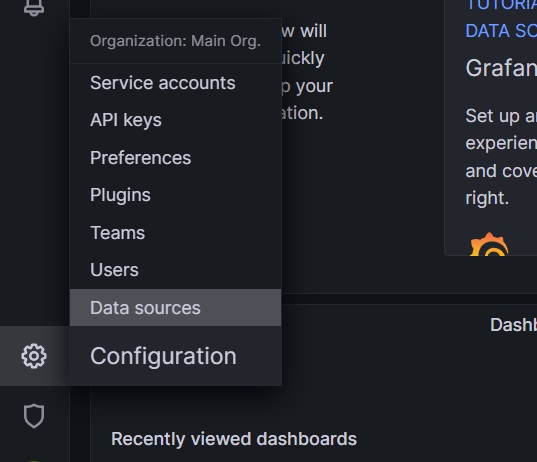 Organization: Main Org.
Service accounts
API keys
Preferences
Plugins
Teams
Users
Data sources
Configuration
w will
uickly
p your
ation.
TUTORIA
DATA SO
Grafan
Set up a
experien
and cove
right.
Dashb
Recently viewed dashboards